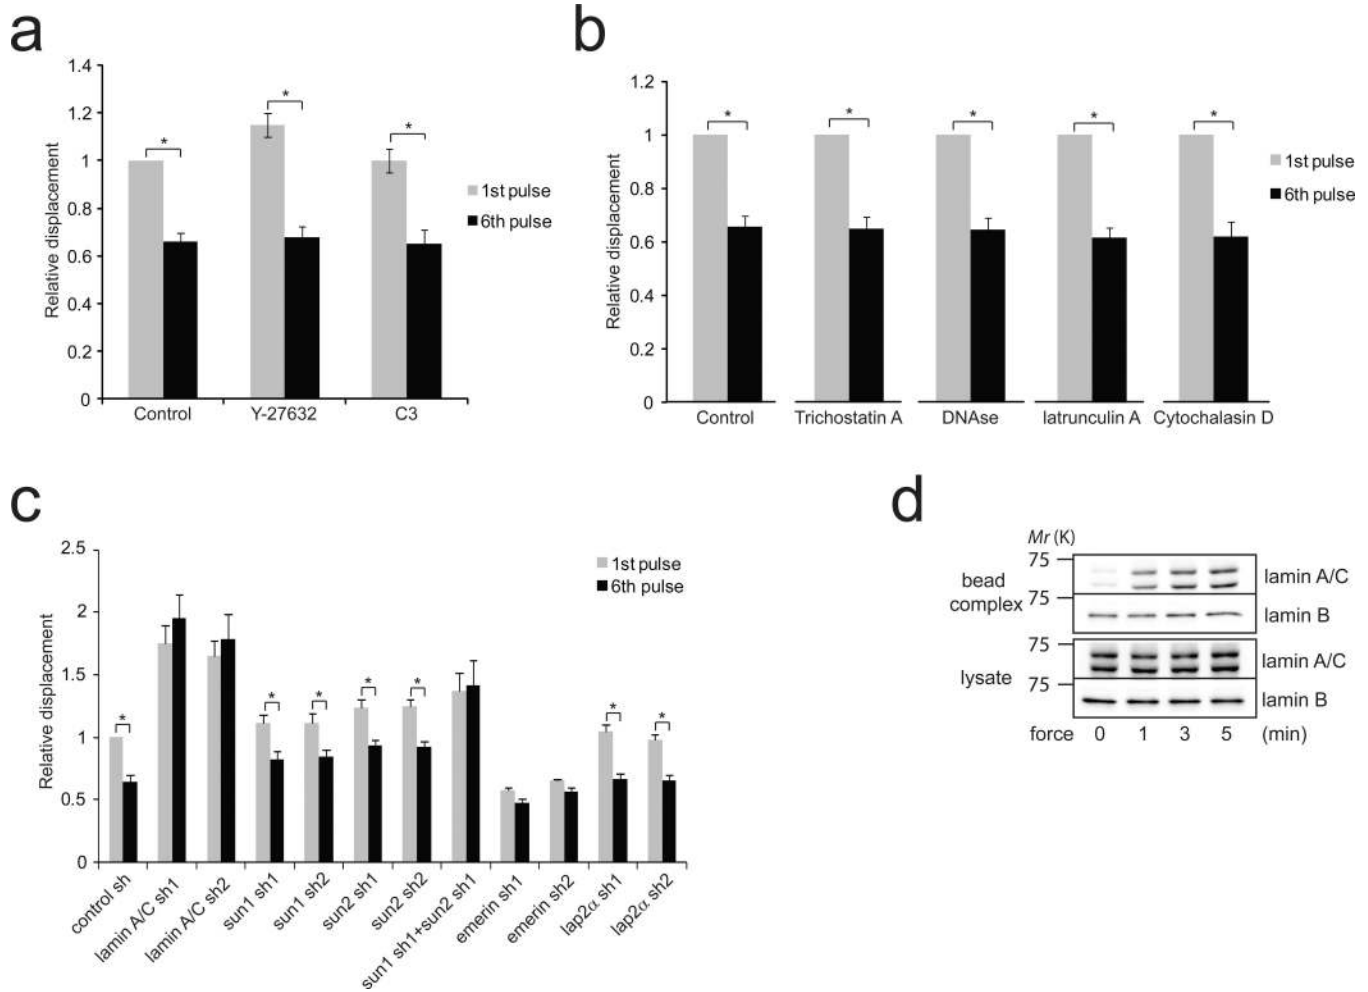 a
1.4
1.2
1
0.8
0.6
0.4
0.2
0
Relative displacement
* * *
1st pulse
6th pulse
Control Y-27632 C3
b
1.2
1
0.8
0.6
0.4
0.2
0
Relative displacement
* * * * *
1st pulse
6th pulse
Control Trichostatin A DNAse latrunculin A Cytochalasin D
c
2.5
2
1.5
1
0.5
0
Relative displacement
* * * * * * *
1st pulse
6th pulse
control sh
lamin A/C sh1
lamin A/C sh2
sun1 sh1
sun1 sh2
sun2 sh1
sun2 sh2
sun1 sh1+sun2 sh1
emerin sh1
emerin sh2
lap2α sh1
lap2α sh2
d
Mr (K)
75
bead
complex
lamin A/C
75
lamin B
75
lysate
lamin A/C
75
lamin B
force 0 1 3 5 (min)